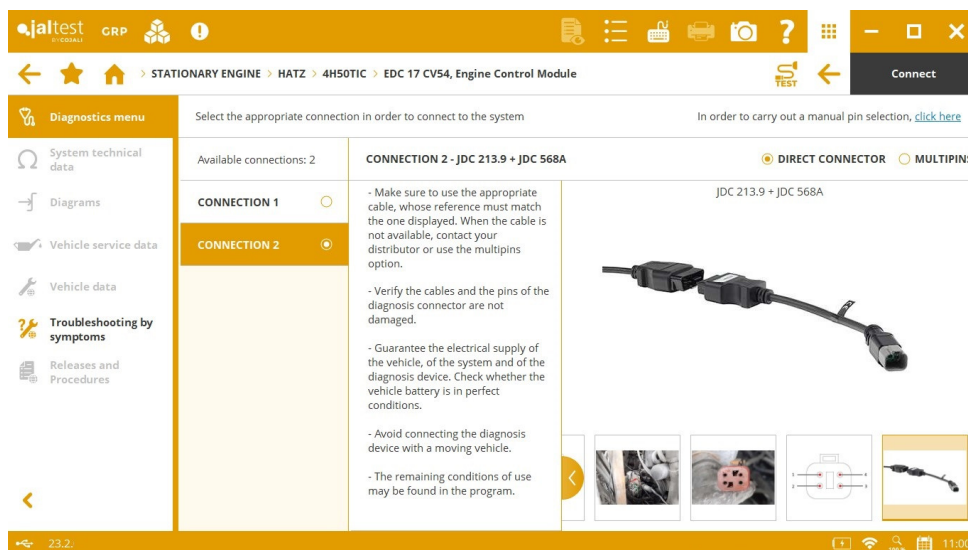 jaltest GRP
BY COJALI
TEST
> STATIONARY ENGINE > HATZ > 4H50TIC > EDC 17 CV54, Engine Control Module
Connect
Diagnostics menu
System technical
data
Diagrams
Vehicle service data
Vehicle data
Troubleshooting by
symptoms
Releases and
Procedures
Select the appropriate connection in order to connect to the system
In order to carry out a manual pin selection, click here
Available connections: 2
CONNECTION 1
CONNECTION 2
CONNECTION 2 - JDC 213.9 + JDC 568A
DIRECT CONNECTOR
MULTIPINS
- Make sure to use the appropriate
cable, whose reference must match
the one displayed. When the cable is
not available, contact your
distributor or use the multipins
option.
- Verify the cables and the pins of the
diagnosis connector are not
damaged.
- Guarantee the electrical supply of
the vehicle, of the system and of the
diagnosis device. Check whether the
vehicle battery is in perfect
conditions.
- Avoid connecting the diagnosis
device with a moving vehicle.
- The remaining conditions of use
may be found in the program.
JDC 213.9 + JDC 568A
23.2.
11:00